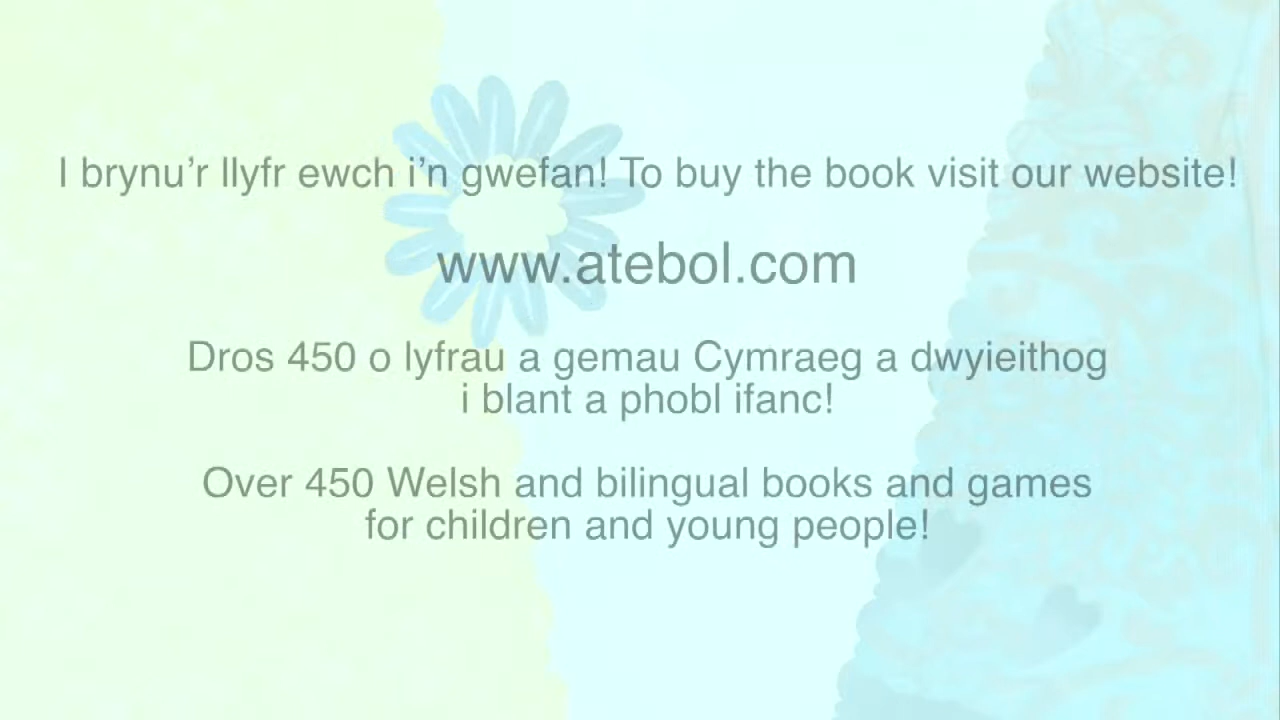 I brynu’r llyfr ewch i’n gwefan! To buy the book visit our website!
www.atebol.com
Dros 450 o lyfrau a gemau Cymraeg a dwyieithog
i blant a phobl ifanc!
Over 450 Welsh and bilingual books and games
for children and young people!